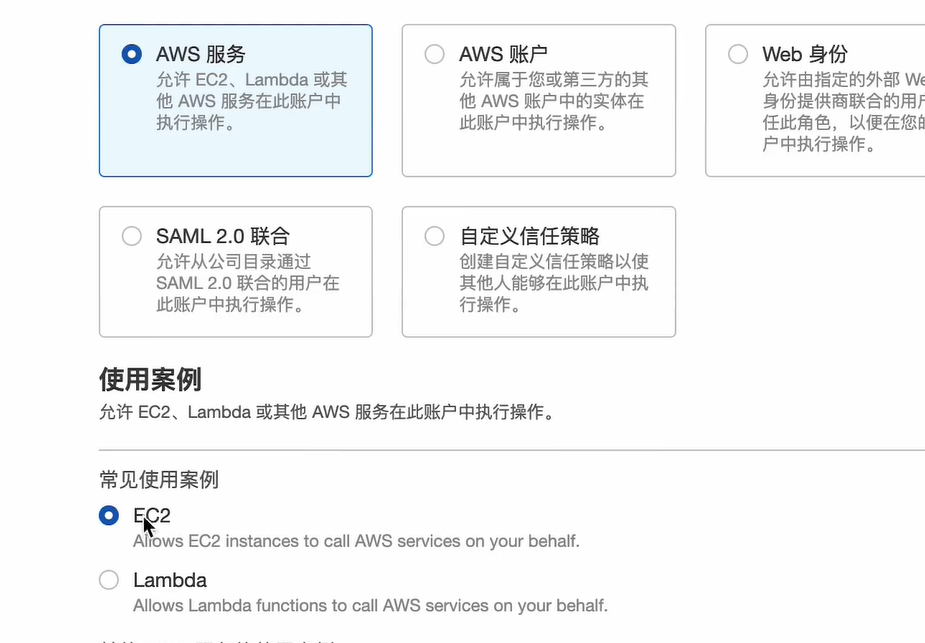 AWS 服务
允许 EC2、Lambda 或其
他 AWS 服务在此账户中
执行操作。
AWS 账户
允许属于您或第三方的其
他 AWS 账户中的实体在
此账户中执行操作。
Web 身份
允许由指定的外部 We
身份提供商联合的用户
任此角色，以便在您的
户中执行操作。
SAML 2.0 联合
允许从公司目录通过
SAML 2.0 联合的用户在
此账户中执行操作。
自定义信任策略
创建自定义信任策略以使
其他人能够在此账户中执
行操作。
使用案例
允许 EC2、Lambda 或其他 AWS 服务在此账户中执行操作。
常见使用案例
EC2
Allows EC2 instances to call AWS services on your behalf.
Lambda
Allows Lambda functions to call AWS services on your behalf.